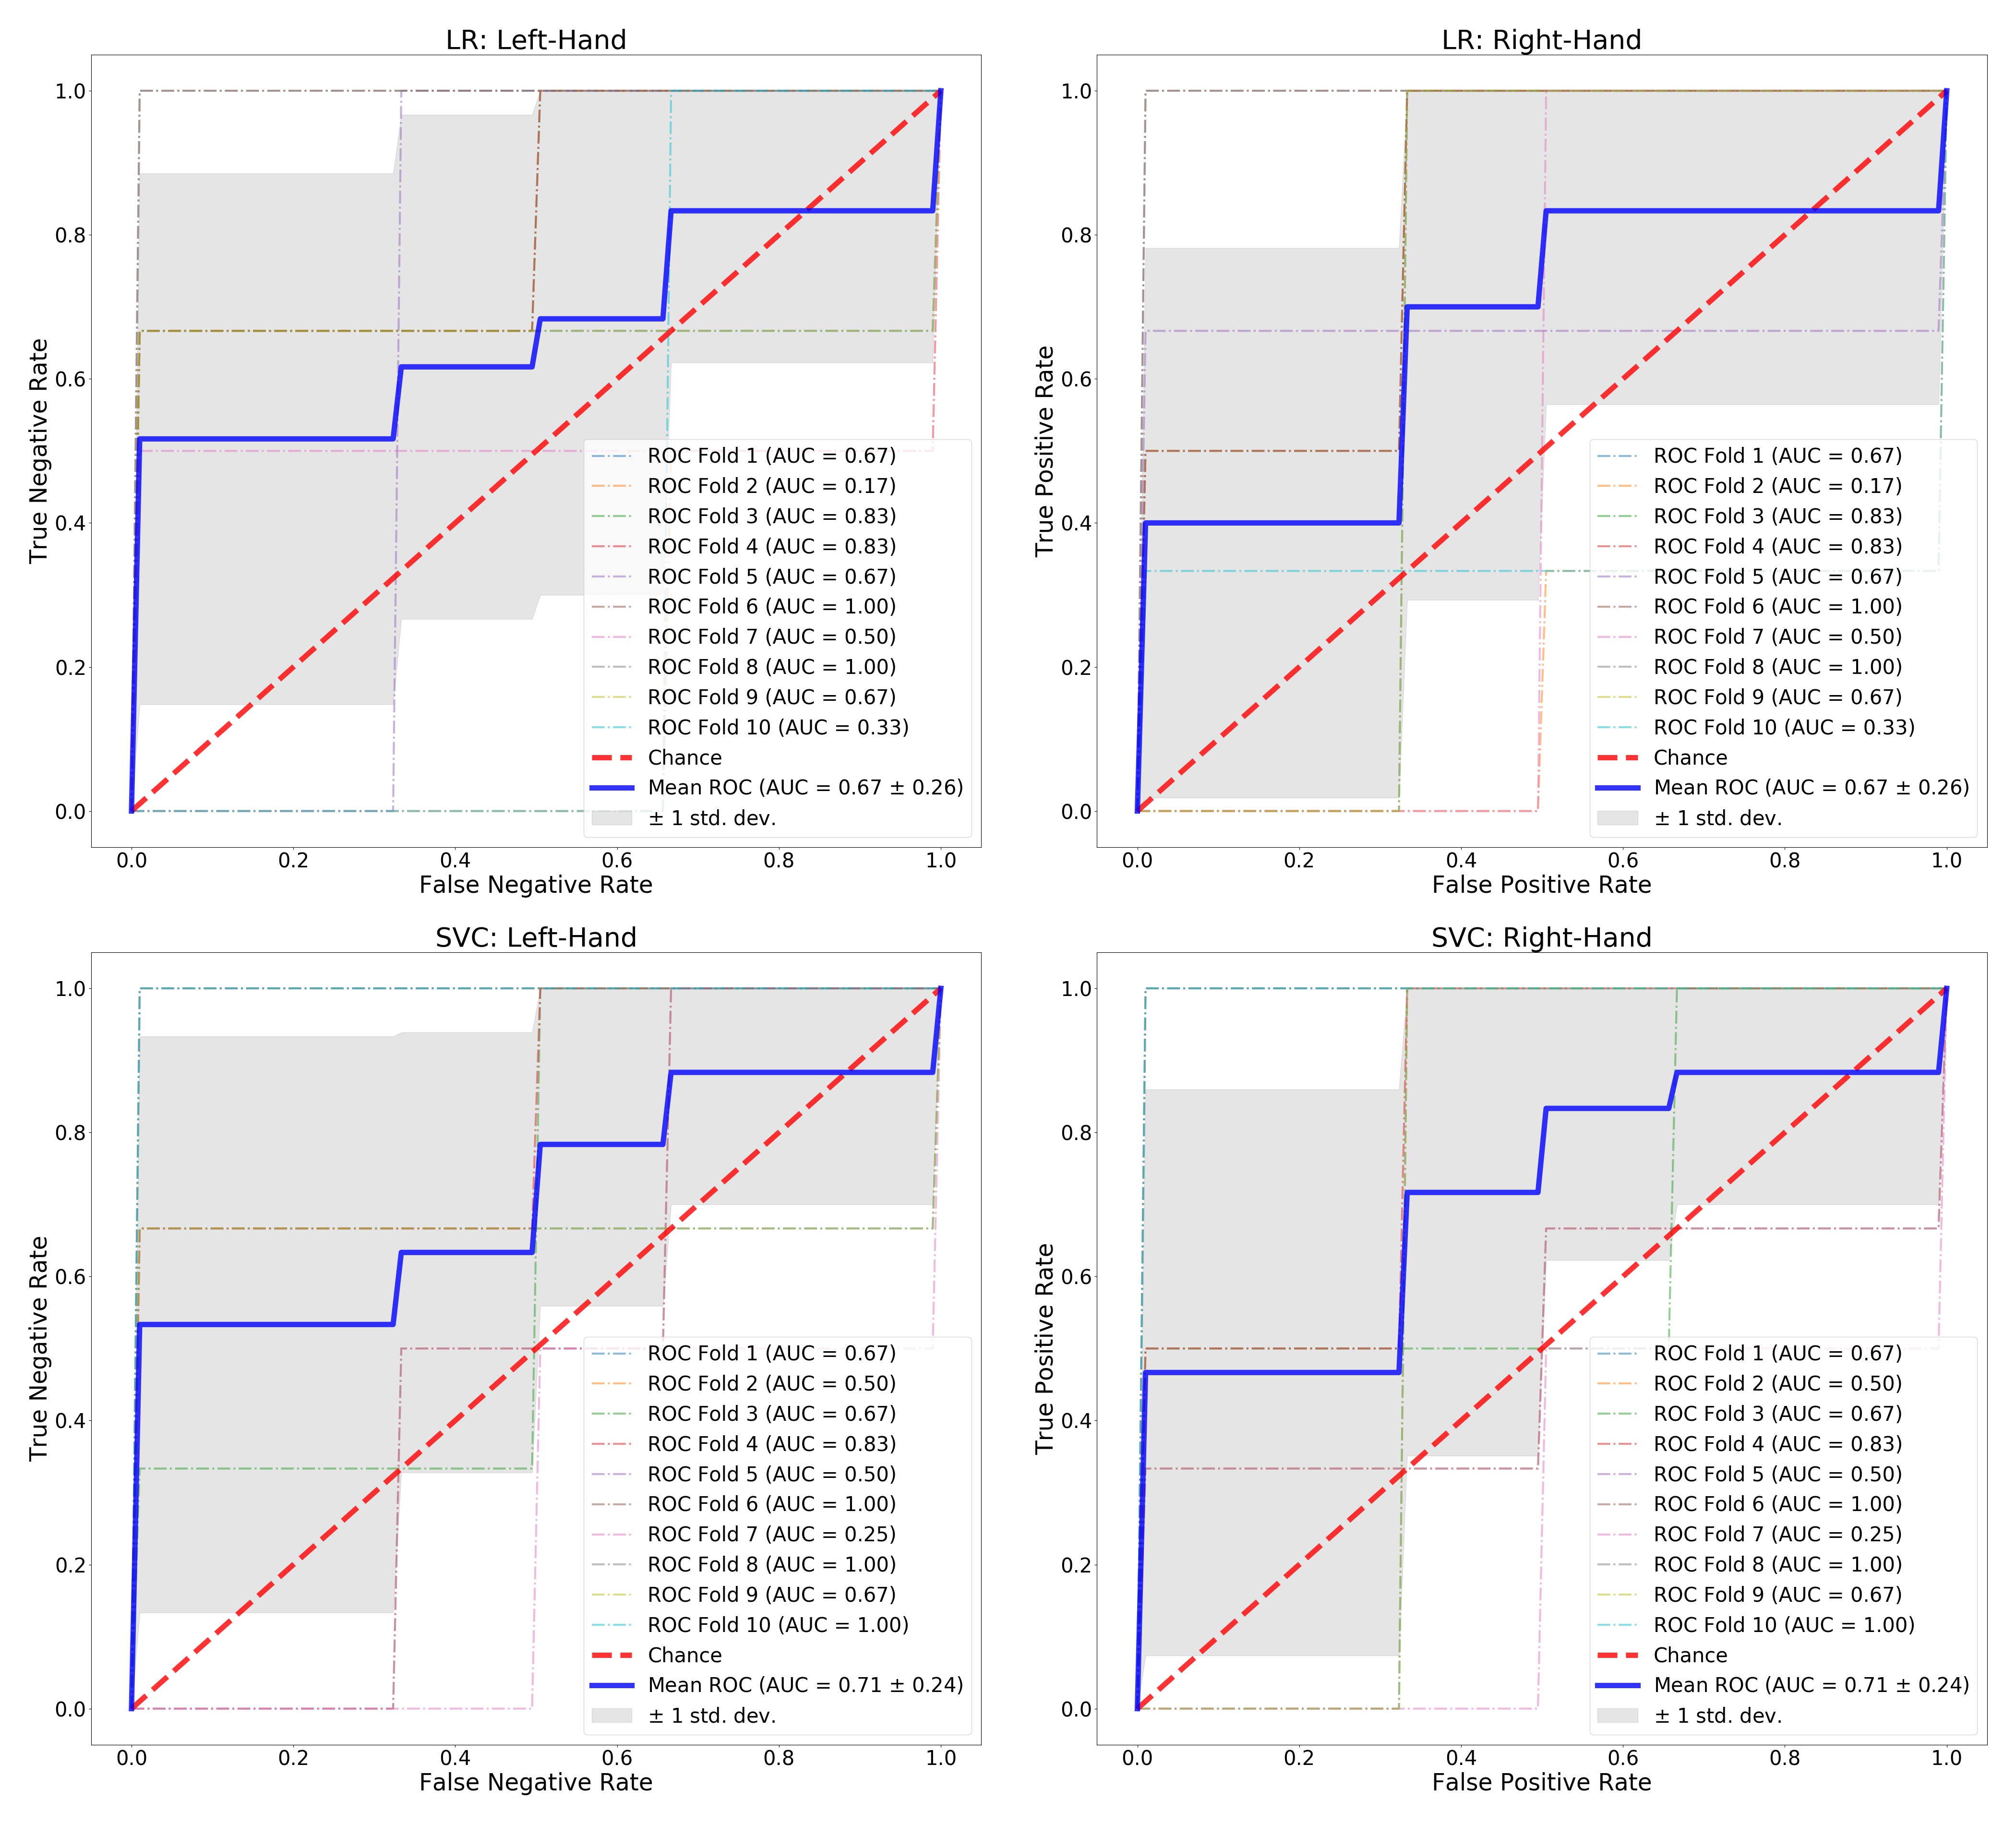 LR: Left-Hand
True Negative Rate
1.0
0.8
0.6
0.4
0.2
0.0
ROC Fold 1 (AUC = 0.67)
ROC Fold 2 (AUC = 0.17)
ROC Fold 3 (AUC = 0.83)
ROC Fold 4 (AUC = 0.83)
ROC Fold 5 (AUC = 0.67)
ROC Fold 6 (AUC = 1.00)
ROC Fold 7 (AUC = 0.50)
ROC Fold 8 (AUC = 1.00)
ROC Fold 9 (AUC = 0.67)
ROC Fold 10 (AUC = 0.33)
Chance
Mean ROC (AUC = 0.67 ± 0.26)
± 1 std. dev.
0.0 0.2 0.4 0.6 0.8 1.0
False Negative Rate
LR: Right-Hand
True Positive Rate
1.0
0.8
0.6
0.4
0.2
0.0
ROC Fold 1 (AUC = 0.67)
ROC Fold 2 (AUC = 0.17)
ROC Fold 3 (AUC = 0.83)
ROC Fold 4 (AUC = 0.83)
ROC Fold 5 (AUC = 0.67)
ROC Fold 6 (AUC = 1.00)
ROC Fold 7 (AUC = 0.50)
ROC Fold 8 (AUC = 1.00)
ROC Fold 9 (AUC = 0.67)
ROC Fold 10 (AUC = 0.33)
Chance
Mean ROC (AUC = 0.67 ± 0.26)
± 1 std. dev.
0.0 0.2 0.4 0.6 0.8 1.0
False Positive Rate
SVC: Left-Hand
True Negative Rate
1.0
0.8
0.6
0.4
0.2
0.0
ROC Fold 1 (AUC = 0.67)
ROC Fold 2 (AUC = 0.50)
ROC Fold 3 (AUC = 0.67)
ROC Fold 4 (AUC = 0.83)
ROC Fold 5 (AUC = 0.50)
ROC Fold 6 (AUC = 1.00)
ROC Fold 7 (AUC = 0.25)
ROC Fold 8 (AUC = 1.00)
ROC Fold 9 (AUC = 0.67)
ROC Fold 10 (AUC = 1.00)
Chance
Mean ROC (AUC = 0.71 ± 0.24)
± 1 std. dev.
0.0 0.2 0.4 0.6 0.8 1.0
False Negative Rate
SVC: Right-Hand
True Positive Rate
1.0
0.8
0.6
0.4
0.2
0.0
ROC Fold 1 (AUC = 0.67)
ROC Fold 2 (AUC = 0.50)
ROC Fold 3 (AUC = 0.67)
ROC Fold 4 (AUC = 0.83)
ROC Fold 5 (AUC = 0.50)
ROC Fold 6 (AUC = 1.00)
ROC Fold 7 (AUC = 0.25)
ROC Fold 8 (AUC = 1.00)
ROC Fold 9 (AUC = 0.67)
ROC Fold 10 (AUC = 1.00)
Chance
Mean ROC (AUC = 0.71 ± 0.24)
± 1 std. dev.
0.0 0.2 0.4 0.6 0.8 1.0
False Positive Rate